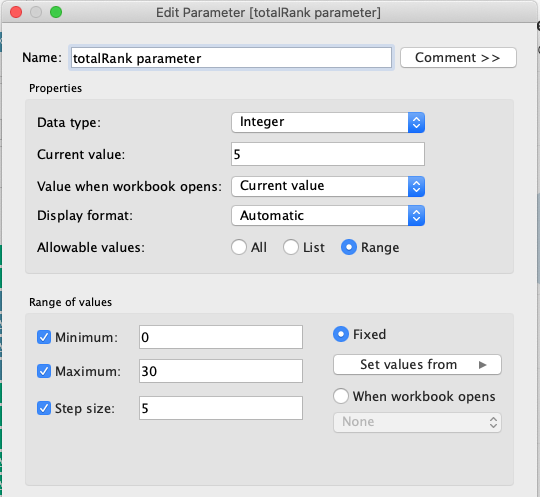 Edit Parameter [totalRank parameter]
Name: totalRank parameter Comment >>
Properties
Data type: Integer
Current value: 5
Value when workbook opens: Current value
Display format: Automatic
Allowable values: All List Range
Range of values
Minimum: 0
Maximum: 30
Step size: 5
Fixed
Set values from
When workbook opens
None